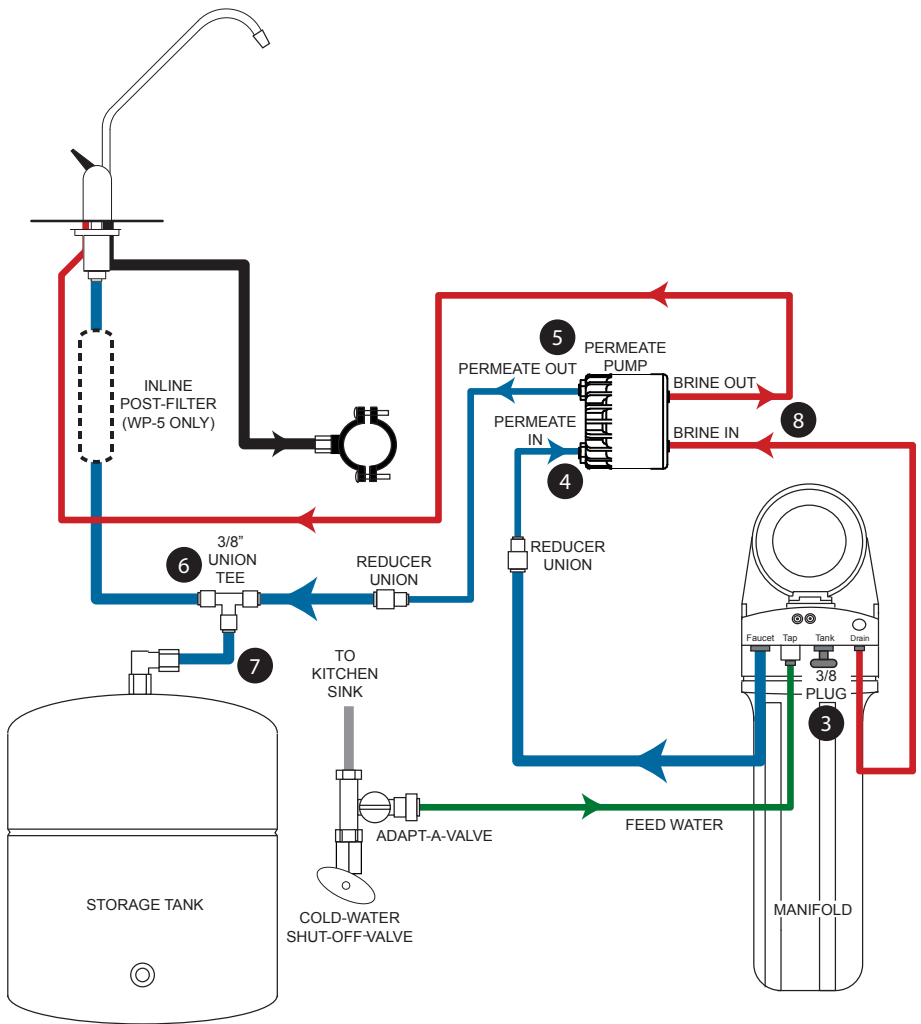 5
PERMEATE
PUMP
PERMEATE OUT
BRINE OUT
INLINE
POST-FILTER
(WP-5 ONLY)
PERMEATE
IN
8
BRINE IN
4
3/8”
UNION
TEE
6
REDUCER
UNION
REDUCER
UNION
Faucet Tap Tank Drain
7
TO
KITCHEN
SINK
3/8
PLUG
3
FEED WATER
ADAPT-A-VALVE
STORAGE TANK
COLD-WATER
SHUT-OFF-VALVE
MANIFOLD